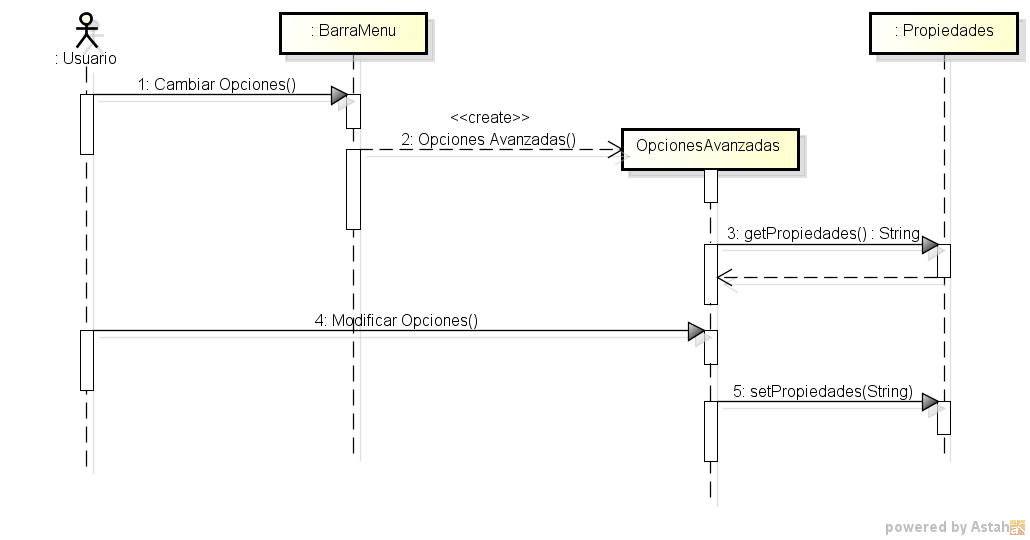 : Usuario
: BarraMenu
: Propiedades
1: Cambiar Opciones()
<<create>>
2: Opciones Avanzadas()
OpcionesAvanzadas
3: getPropiedades() : String
4: Modificar Opciones()
5: setPropiedades(String)
powered by Astah